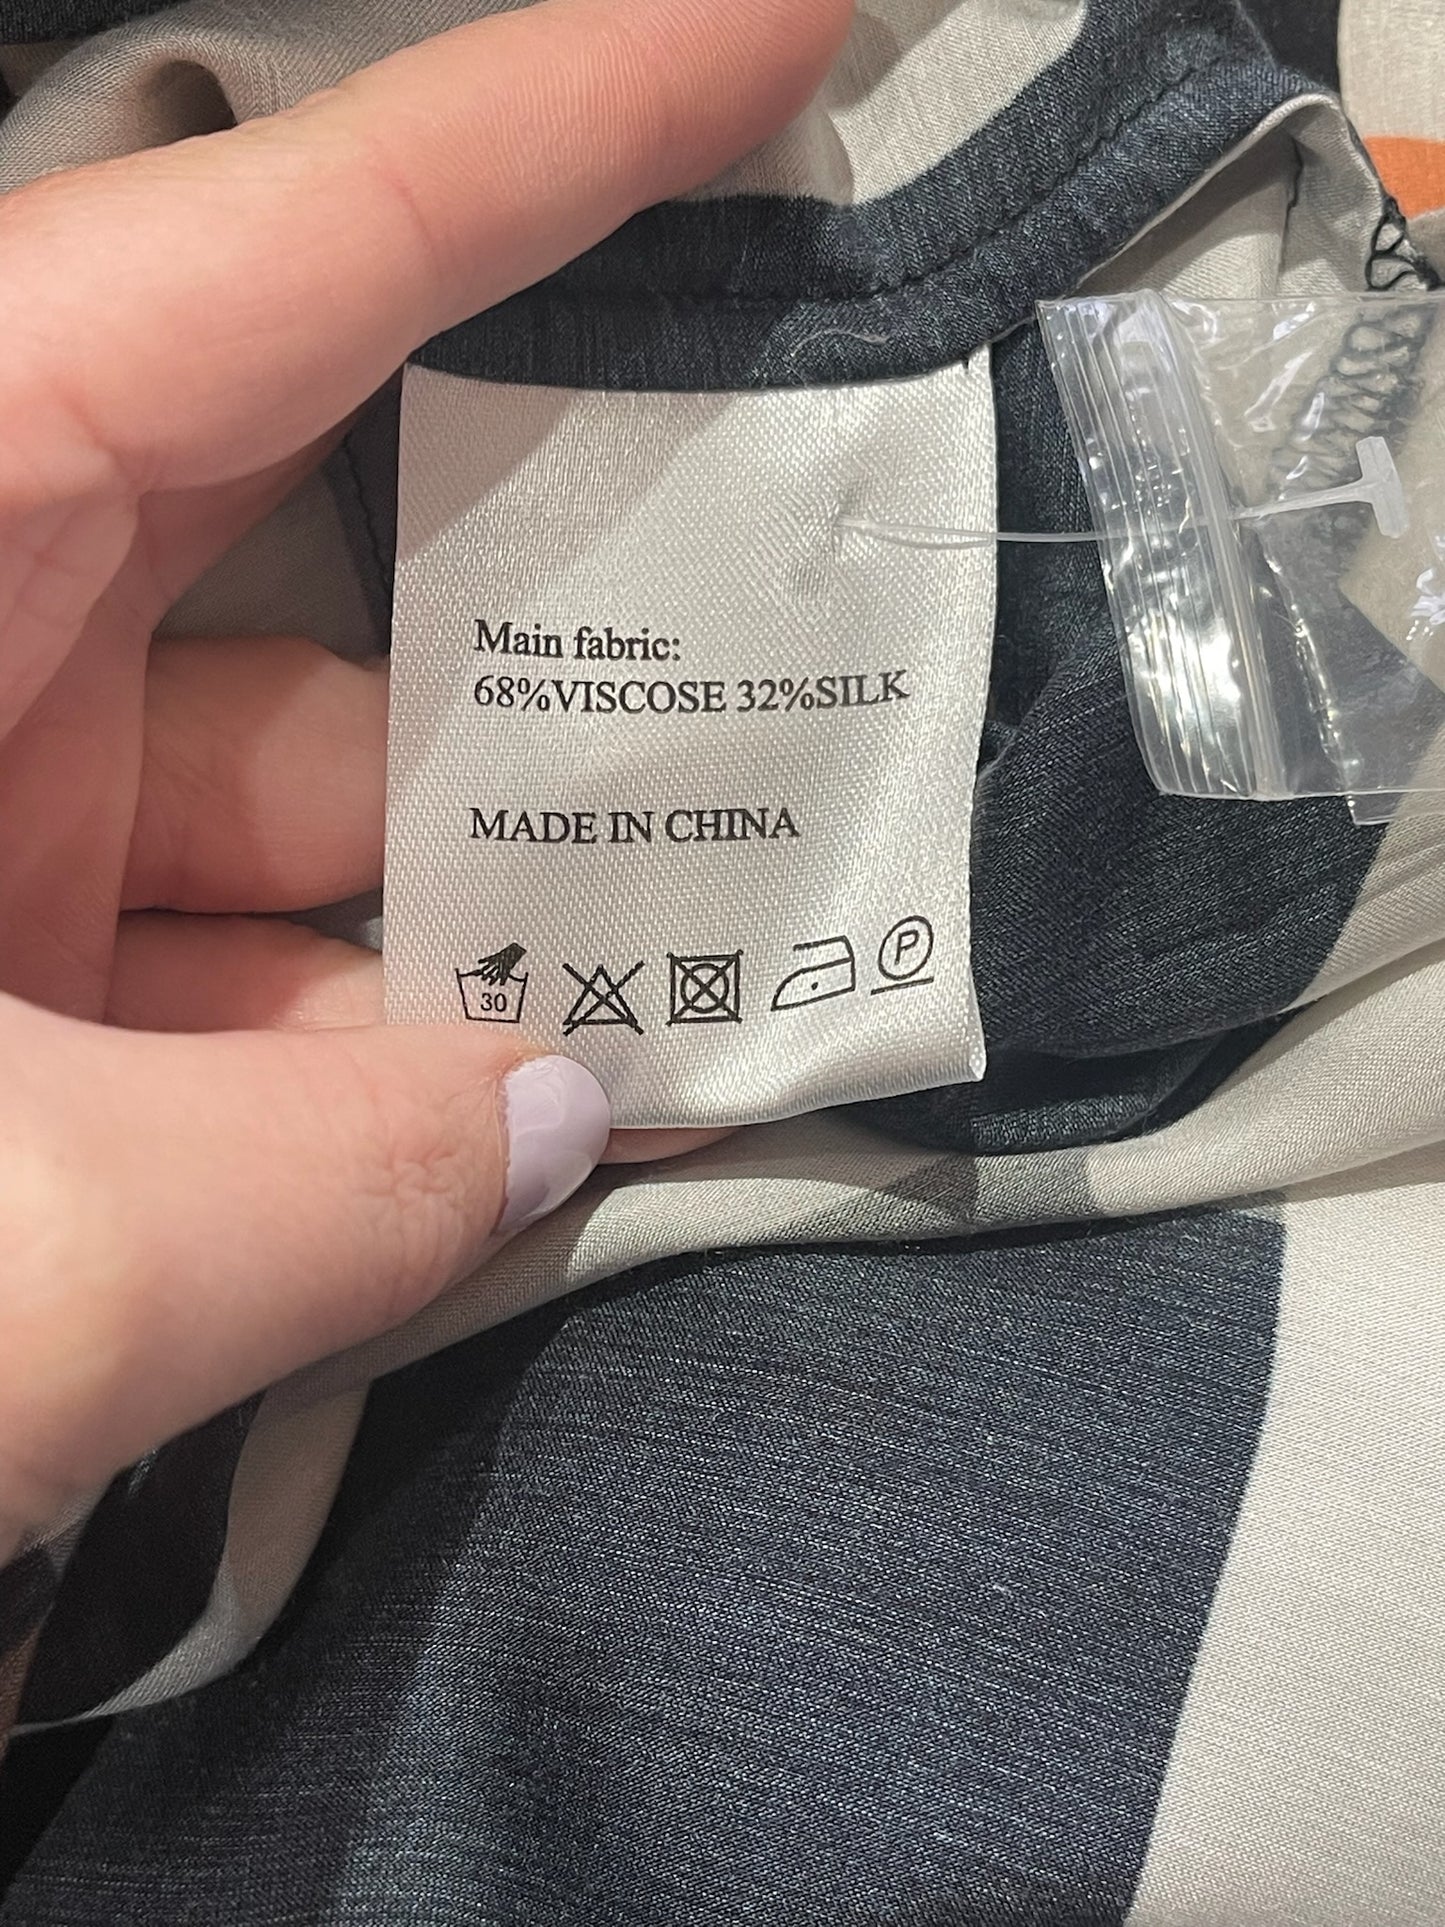 Main fabric:
68%VISCOSE 32%SILK
MADE IN CHINA
30
P